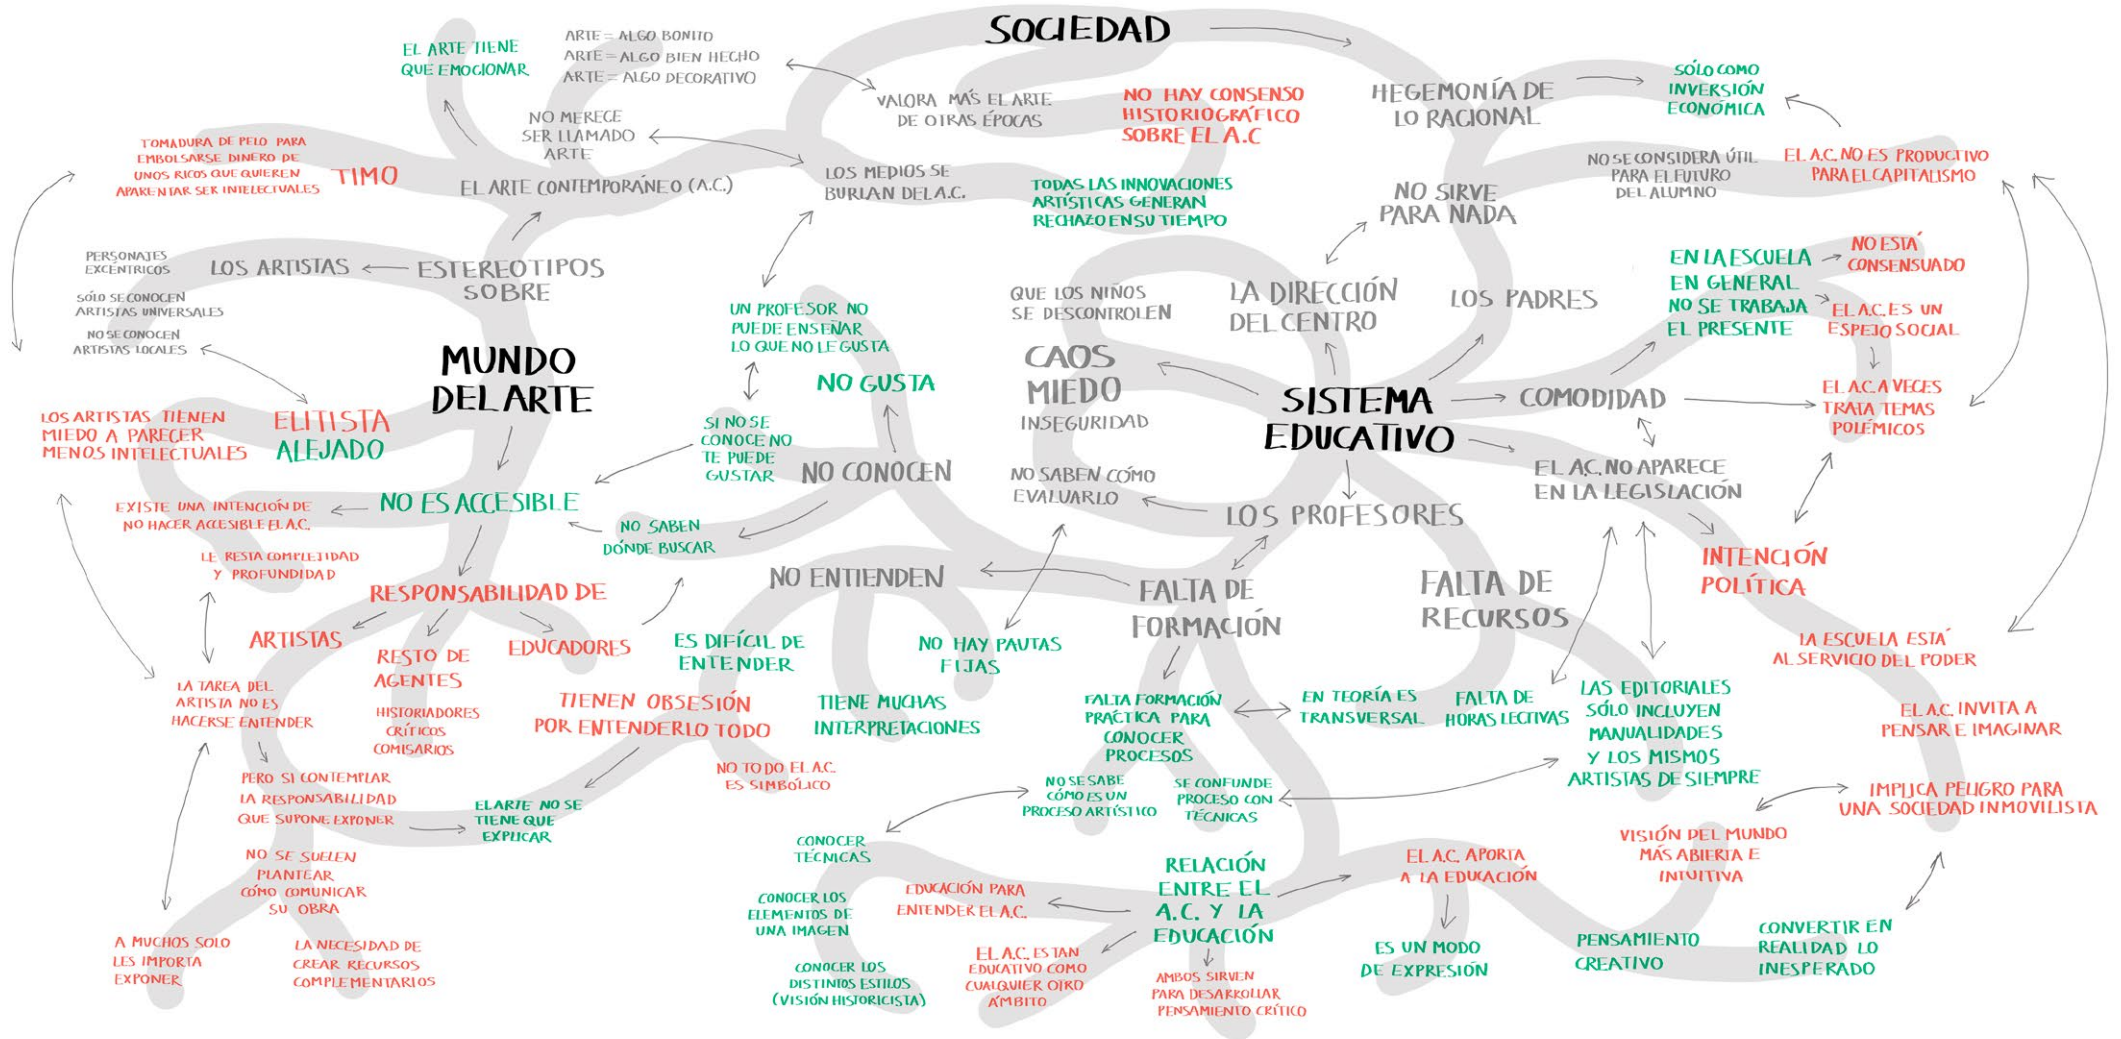 SOCIEDAD
EL ARTE TIENE
QUE EMOCIONAR
ARTE = ALGO BONITO
ARTE = ALGO BIEN HECHO
ARTE = ALGO DECORATIVO
VALORA MÁS EL ARTE
DE OTRAS ÉPOCAS
NO HAY CONSENSO
HISTORIOGRÁFICO
SOBRE EL A.C
HEGEMONÍA DE
LO RACIONAL
SÓLO COMO
INVERSIÓN
ECONÓMICA
NO MERECE
SER LLAMADO
ARTE
TOMADURA DE PELO PARA
EMBOLSARSE DINERO DE
UNOS RICOS QUE QUIEREN
APARENTAR SER INTELECTUALES
TIMO
EL ARTE CONTEMPORÁNEO (A.C.)
LOS MEDIOS SE
BURLAN DEL A.C.
TODAS LAS INNOVACIONES
ARTÍSTICAS GENERAN
RECHAZO EN SU TIEMPO
NO SIRVE
PARA NADA
NO SE CONSIDERA ÚTIL
PARA EL FUTURO
DEL ALUMNO
EL A.C. NO ES PRODUCTIVO
PARA EL CAPITALISMO
PERSONAJES
EXCÉNTRICOS
LOS ARTISTAS
ESTEREOTIPOS
SOBRE
SÓLO SE CONOCEN
ARTISTAS UNIVERSALES
NO SE CONOCEN
ARTISTAS LOCALES
UN PROFESOR NO
PUEDE ENSEÑAR
LO QUE NO LE GUSTA
QUE LOS NIÑOS
SE DESCONTROLEN
LA DIRECCIÓN
DEL CENTRO
LOS PADRES
EN LA ESCUELA
EN GENERAL
NO SE TRABAJA
EL PRESENTE
NO ESTÁ
CONSENSUADO
EL A.C. ES UN
ESPEJO SOCIAL
MUNDO
DEL ARTE
NO GUSTA
CAOS
MIEDO
INSEGURIDAD
SISTEMA
EDUCATIVO
COMODIDAD
EL A.C. A VECES
TRATA TEMAS
POLÉMICOS
LOS ARTISTAS TIENEN
MIEDO A PARECER
MENOS INTELECTUALES
ELITISTA
ALEJADO
SI NO SE
CONOCE NO
TE PUEDE
GUSTAR
NO CONOCEN
NO SABEN CÓMO
EVALUARLO
EL A.C. NO APARECE
EN LA LEGISLACIÓN
EXISTE UNA INTENCIÓN DE
NO HACER ACCESIBLE EL A.C.
NO ES ACCESIBLE
NO SABEN
DÓNDE BUSCAR
LOS PROFESORES
LE RESTA COMPLEJIDAD
Y PROFUNDIDAD
RESPONSABILIDAD DE
NO ENTIENDEN
FALTA DE
FORMACIÓN
FALTA DE
RECURSOS
INTENCIÓN
POLÍTICA
ARTISTAS
RESTO DE
AGENTES
HISTORIADORES
CRÍTICOS
COMISARIOS
EDUCADORES
ES DIFÍCIL DE
ENTENDER
NO HAY PAUTAS
FIJAS
LA ESCUELA ESTÁ
AL SERVICIO DEL PODER
LA TAREA DEL
ARTISTA NO ES
HACERSE ENTENDER
TIENEN OBSESIÓN
POR ENTENDERLO TODO
TIENE MUCHAS
INTERPRETACIONES
FALTA FORMACIÓN
PRÁCTICA PARA
CONOCER
PROCESOS
EN TEORÍA ES
TRANSVERSAL
FALTA DE
HORAS LECTIVAS
LAS EDITORIALES
SÓLO INCLUYEN
MANUALIDADES
Y LOS MISMOS
ARTISTAS DE SIEMPRE
EL A.C. INVITA A
PENSAR E IMAGINAR
PERO SI CONTEMPLAR
LA RESPONSABILIDAD
QUE SUPONE EXPONER
EL ARTE NO SE
TIENE QUE
EXPLICAR
NO TODO EL A.C.
ES SIMBÓLICO
NO SE SABE
CÓMO ES UN
PROCESO ARTÍSTICO
SE CONFUNDE
PROCESO CON
TÉCNICAS
IMPLICA PELIGRO PARA
UNA SOCIEDAD INMOVILISTA
NO SE SUELEN
PLANTEAR
CÓMO COMUNICAR
SU OBRA
CONOCER
TÉCNICAS
RELACIÓN
ENTRE EL
A.C. Y LA
EDUCACIÓN
EL A.C. APORTA
A LA EDUCACIÓN
VISIÓN DEL MUNDO
MÁS ABIERTA E
INTUITIVA
CONOCER LOS
ELEMENTOS DE
UNA IMAGEN
EDUCACIÓN PARA
ENTENDER EL A.C.
A MUCHOS SOLO
LES IMPORTA
EXPONER
LA NECESIDAD DE
CREAR RECURSOS
COMPLEMENTARIOS
CONOCER LOS
DISTINTOS ESTILOS
(VISIÓN HISTORICISTA)
EL A.C. ES TAN
EDUCATIVO COMO
CUALQUIER OTRO
ÁMBITO
AMBOS SIRVEN
PARA DESARROLLAR
PENSAMIENTO CRÍTICO
ES UN MODO
DE EXPRESIÓN
PENSAMIENTO
CREATIVO
CONVERTIR EN
REALIDAD LO
INESPERADO